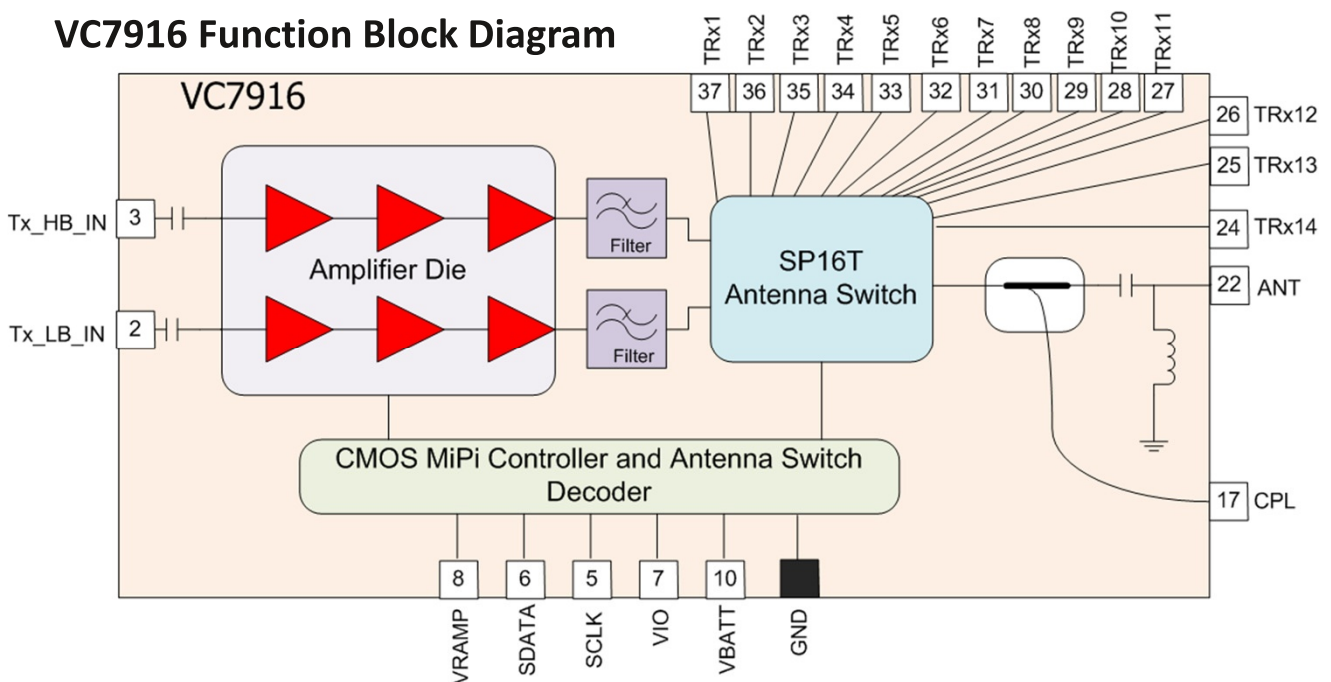 VC7916 Function Block Diagram
TRx1
TRx2
TRx3
TRx4
TRx5
TRx6
TRx7
TRx8
TRx9
TRx10
TRx11
VC7916
37
36
35
34
33
32
31
30
29
28
27
26 TRx12
25 TRx13
24 TRx14
22 ANT
17 CPL
Tx_HB_IN 3
Tx_LB_IN 2
Amplifier Die
Filter
Filter
SP16T
Antenna Switch
CMOS MiPi Controller and Antenna Switch
Decoder
8
6
5
7
10
VRAMP
SDATA
SCLK
VIO
VBATT
GND